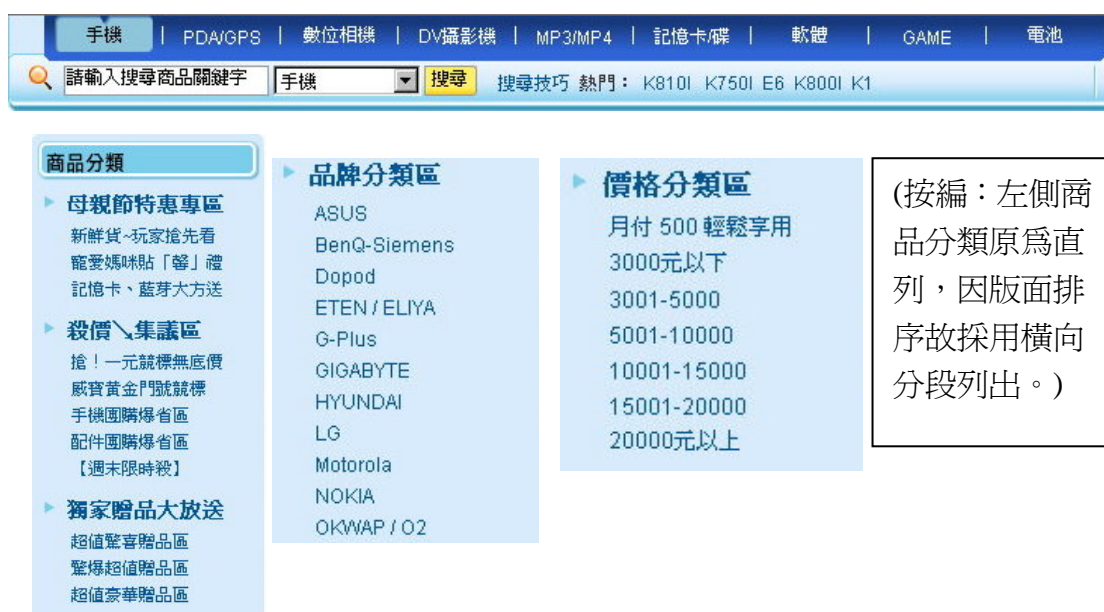 手機 | PDA/GPS | 數位相機 | DV攝影機 | MP3/MP4 | 記憶卡/碟 | 軟體 | GAME | 電池
請輸入搜尋商品關鍵字 手機 搜尋 搜尋技巧 熱門： K810I K750I E6 K800I K1
商品分類
母親節特惠專區
新鮮貨~玩家搶先看
寵愛媽咪貼「馨」禮
記憶卡、藍芽大方送
殺價↘集議區
搶！一元競標無底價
威寶黃金門號競標
手機團購爆省區
配件團購爆省區
【週末限時殺】
獨家贈品大放送
超值驚喜贈品區
驚爆超值贈品區
超值豪華贈品區
品牌分類區
ASUS
BenQ-Siemens
Dopod
ETEN / ELIYA
G-Plus
GIGABYTE
HYUNDAI
LG
Motorola
NOKIA
OKWAP / O2
價格分類區
月付 500 輕鬆享用
3000元以下
3001-5000
5001-10000
10001-15000
15001-20000
20000元以上
(按編：左側商
品分類原為直
列，因版面排
序故採用橫向
分段列出。)